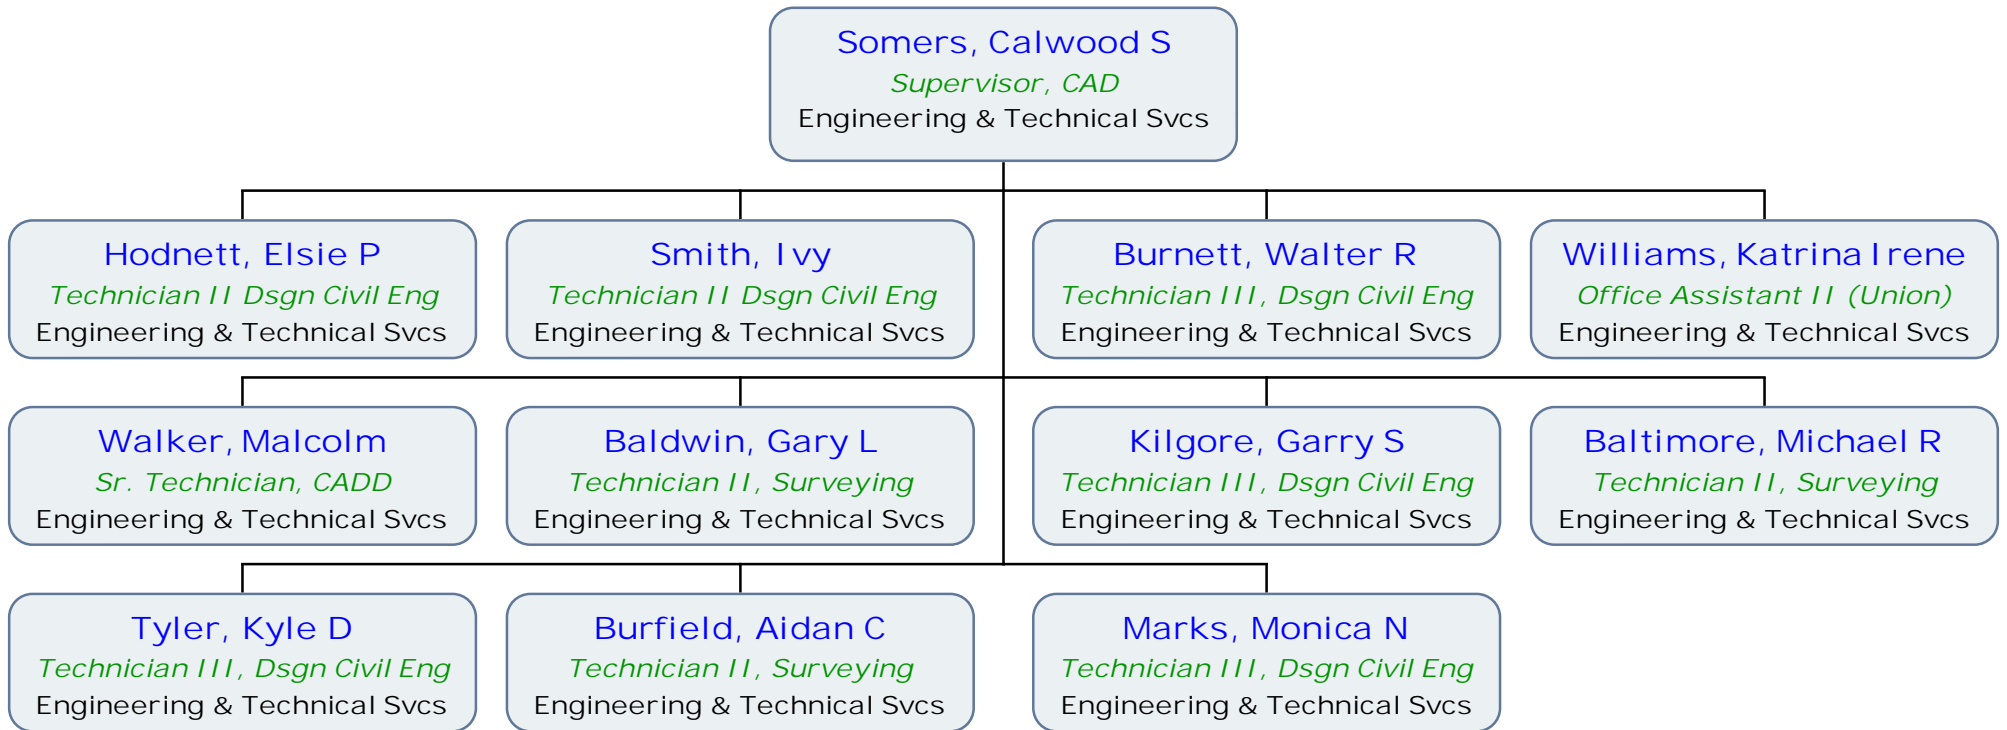 Somers, Calwood S
Supervisor, CAD
Engineering & Technical Svcs
Hodnett, Elsie P
Technician II Dsgn Civil Eng
Engineering & Technical Svcs
Smith, Ivy
Technician II Dsgn Civil Eng
Engineering & Technical Svcs
Burnett, Walter R
Technician III, Dsgn Civil Eng
Engineering & Technical Svcs
Williams, Katrina Irene
Office Assistant II (Union)
Engineering & Technical Svcs
Walker, Malcolm
Sr. Technician, CADD
Engineering & Technical Svcs
Baldwin, Gary L
Technician II, Surveying
Engineering & Technical Svcs
Kilgore, Garry S
Technician III, Dsgn Civil Eng
Engineering & Technical Svcs
Baltimore, Michael R
Technician II, Surveying
Engineering & Technical Svcs
Tyler, Kyle D
Technician III, Dsgn Civil Eng
Engineering & Technical Svcs
Burfield, Aidan C
Technician II, Surveying
Engineering & Technical Svcs
Marks, Monica N
Technician III, Dsgn Civil Eng
Engineering & Technical Svcs